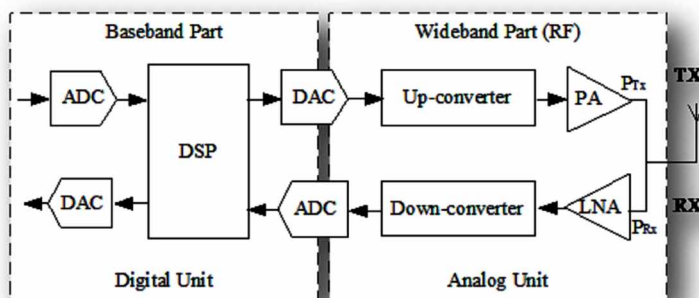 Baseband Part
Wideband Part (RF)
TX
ADC
DSP
DAC
Up-converter
PA
PTx
DAC
ADC
Down-converter
LNA
PRx
RX
Digital Unit
Analog Unit